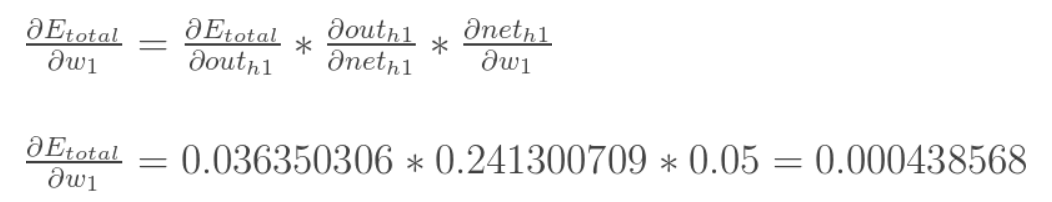 ∂E_total/∂w_1 = ∂E_total/∂out_h1 * ∂out_h1/∂net_h1 * ∂net_h1/∂w_1
∂E_total/∂w_1 = 0.036350306 * 0.241300709 * 0.05 = 0.000438568